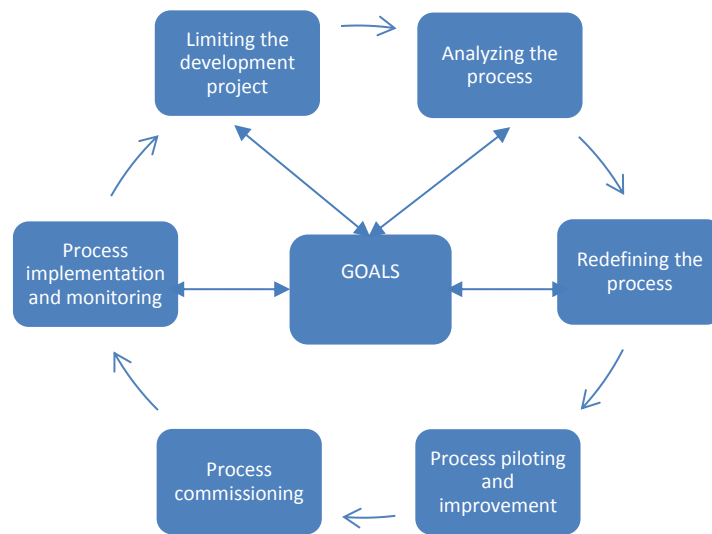 Limiting the
development
project
Analyzing the
process
Redefining the
process
Process piloting
and
improvement
Process
commissioning
Process
implementation
and monitoring
GOALS